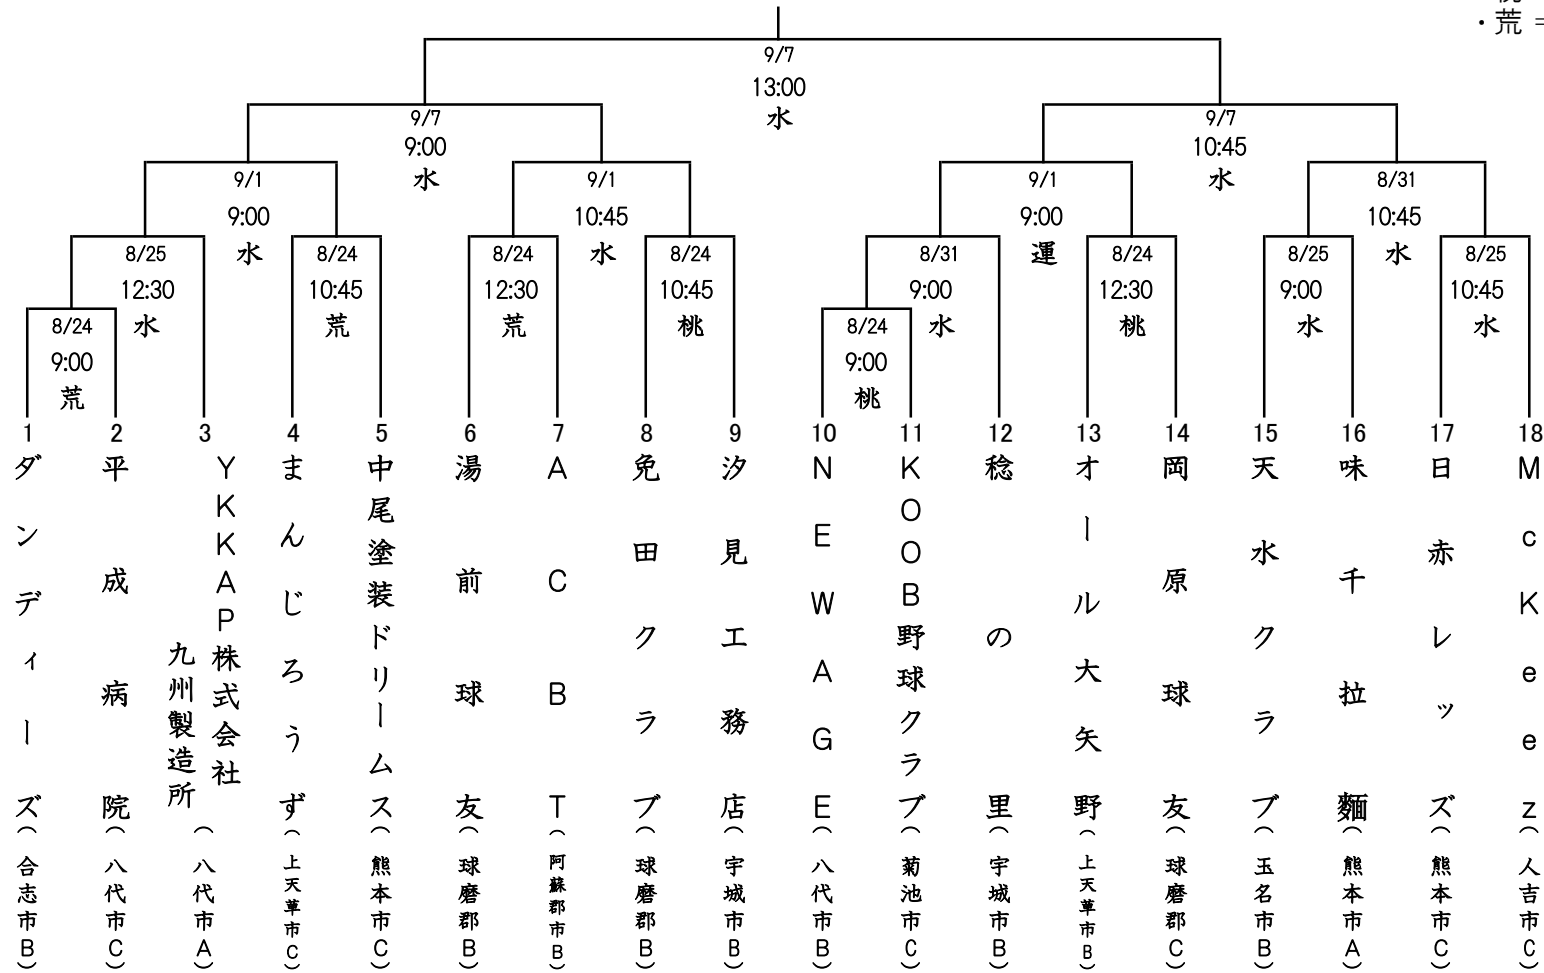 ・荒 =
9/7
13:00
水
9/7
9:00
水
9/7
10:45
水
9/1
9:00
水
9/1
10:45
水
9/1
9:00
運
8/31
10:45
水
8/25
12:30
水
8/24
10:45
荒
8/24
12:30
荒
8/24
10:45
桃
8/31
9:00
水
8/24
12:30
桃
8/25
9:00
水
8/25
10:45
水
8/24
9:00
荒
8/24
9:00
桃
1
ダンディーズ(合志市B)
2
平成病院(八代市C)
3
YKKAP株式会社
九州製造所
(八代市A)
4
まんじろうず(上天草市C)
5
中尾塗装ドリームス(熊本市C)
6
湯前球友(球磨郡B)
7
ACBT(阿蘇郡市B)
8
免田クラブ(球磨郡B)
9
汐見工務店(宇城市B)
10
NEWAGE(八代市B)
11
KOOB野球クラブ(菊池市C)
12
稔の里(宇城市B)
13
オール大矢野(上天草市B)
14
岡原球友(球磨郡C)
15
天水クラブ(玉名市B)
16
味千拉麺(熊本市A)
17
日赤レッズ(熊本市C)
18
McKeez(人吉市C)